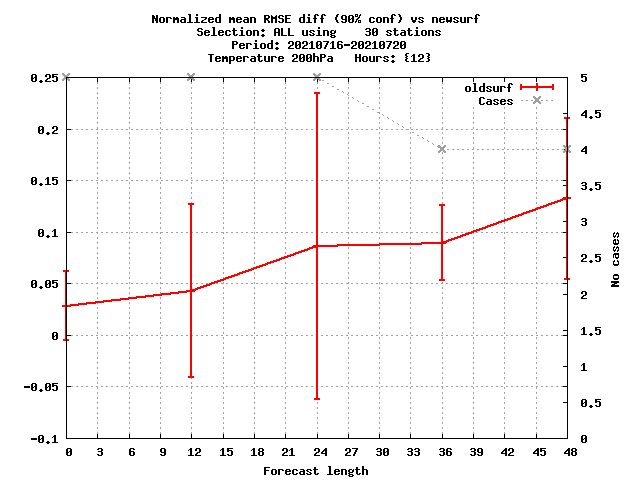 Normalized mean RMSE diff (90% conf) vs newsurf
Selection: ALL using    30 stations
Period: 20210716-20210720
Temperature 200hPa   Hours: {12}
oldsurf
Cases
0.25
0.2
0.15
0.1
0.05
0
-0.05
-0.1
5
4.5
4
3.5
3
2.5
2
1.5
1
0.5
0
No cases
0 3 6 9 12 15 18 21 24 27 30 33 36 39 42 45 48
Forecast length